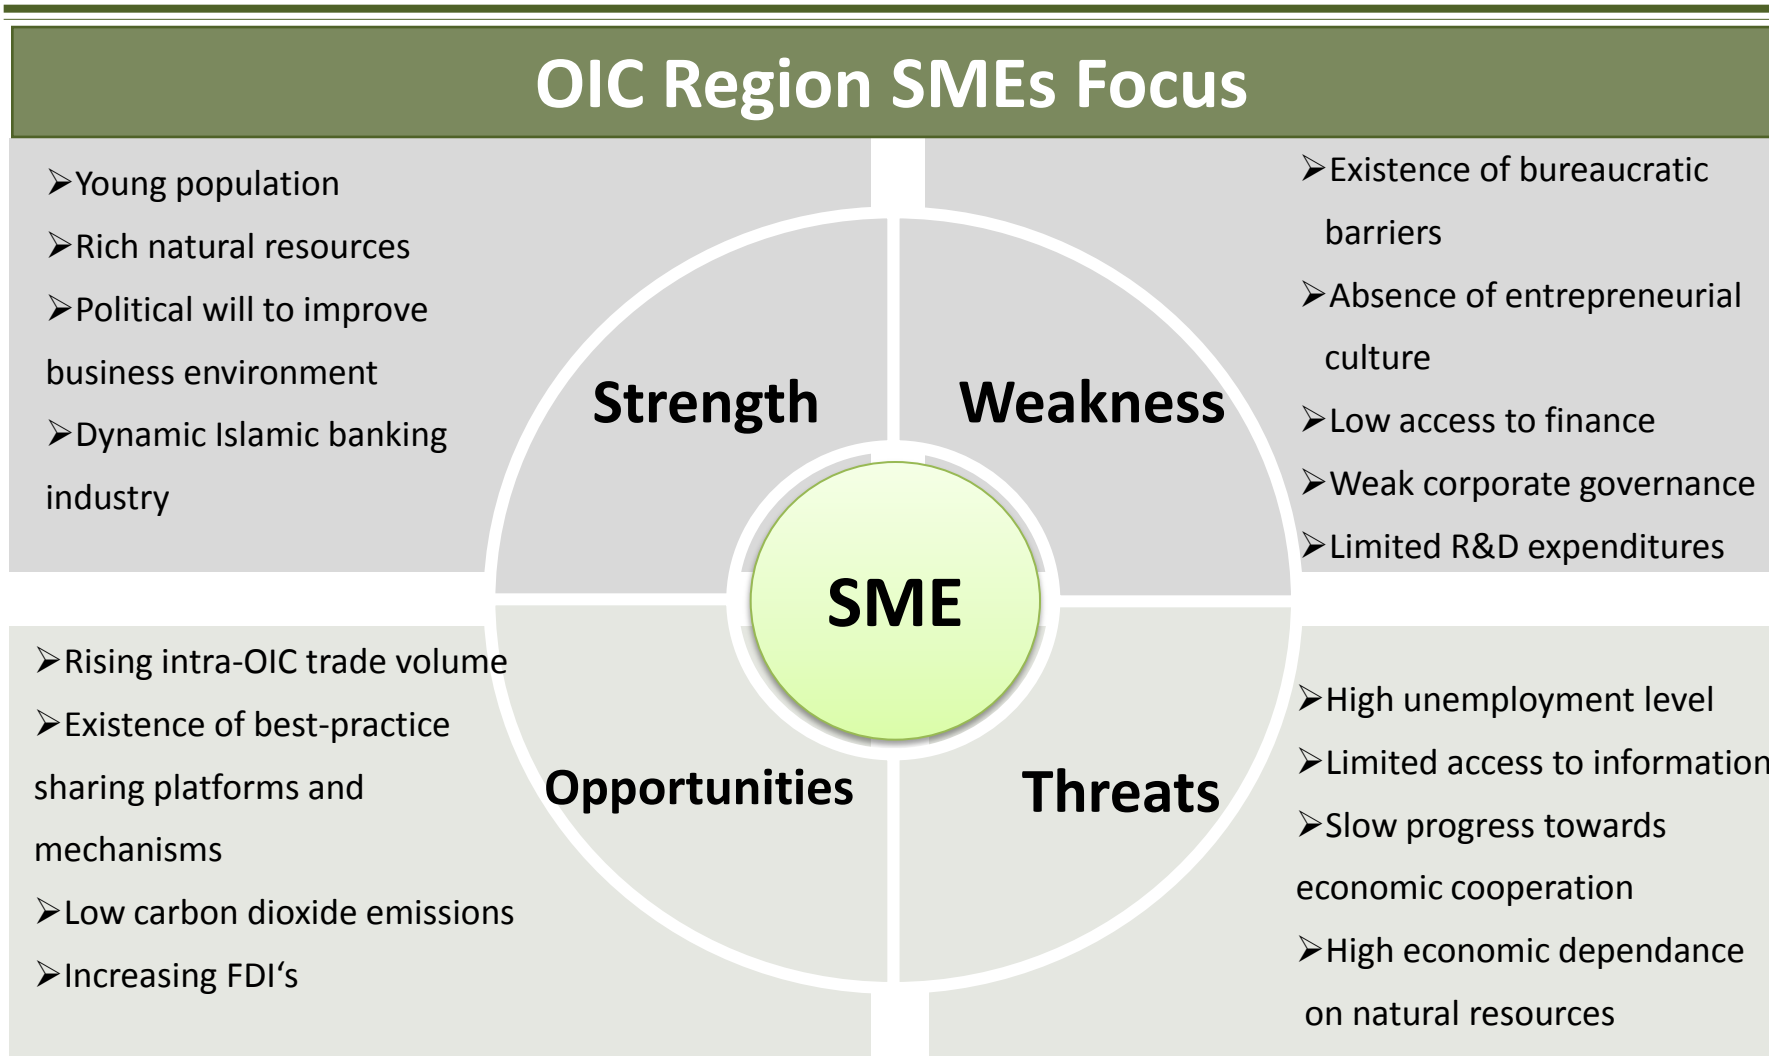 OIC Region SMEs Focus
➢Young population
➢Rich natural resources
➢Political will to improve
business environment
➢Dynamic Islamic banking
industry
➢Existence of bureaucratic
barriers
➢Absence of entrepreneurial
culture
➢Low access to finance
➢Weak corporate governance
➢Limited R&D expenditures
Strength
Weakness
SME
Opportunities
Threats
➢Rising intra-OIC trade volume
➢Existence of best-practice
sharing platforms and
mechanisms
➢Low carbon dioxide emissions
➢Increasing FDI‘s
➢High unemployment level
➢Limited access to information
➢Slow progress towards
economic cooperation
➢High economic dependance
on natural resources